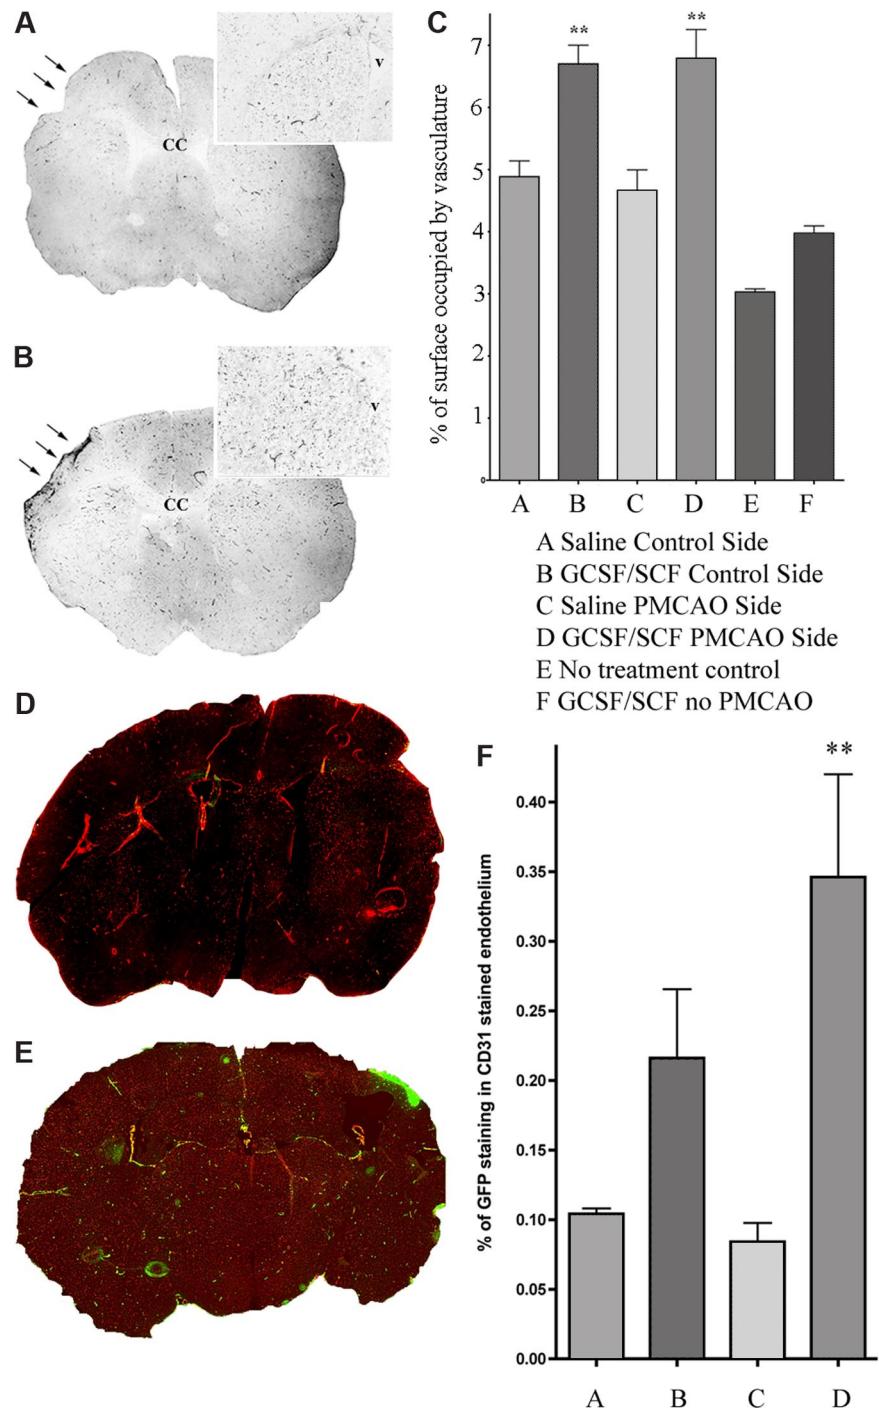 A
CC
v
B
CC
v
C
% of surface occupied by vasculature
7
6
5
4
3
2
1
0
**
**
A B C D E F
A Saline Control Side
B GCSF/SCF Control Side
C Saline PMCAO Side
D GCSF/SCF PMCAO Side
E No treatment control
F GCSF/SCF no PMCAO
D
E
F
% of GFP staining in CD31 stained endothelium
0.40
0.35
0.30
0.25
0.20
0.15
0.10
0.05
0.00
**
A B C D